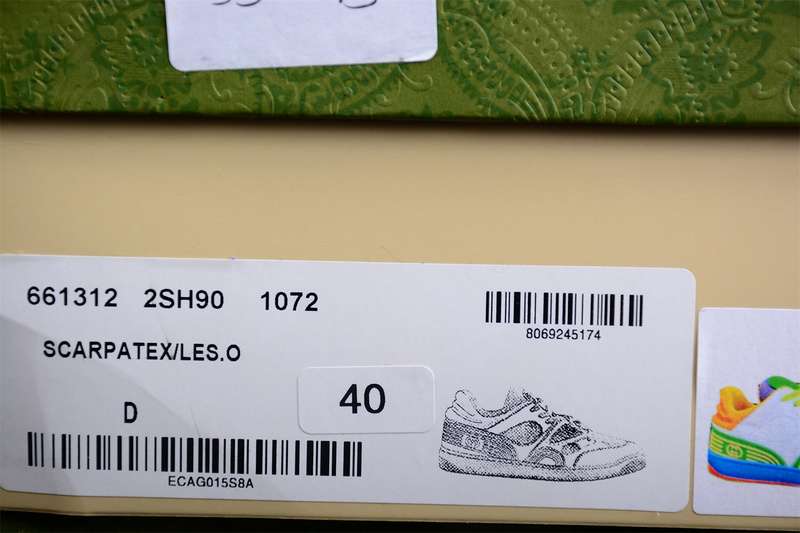 661312 2SH90 1072
8069245174
SCARPATEX/LES.O
D
40
ECAG015S8A